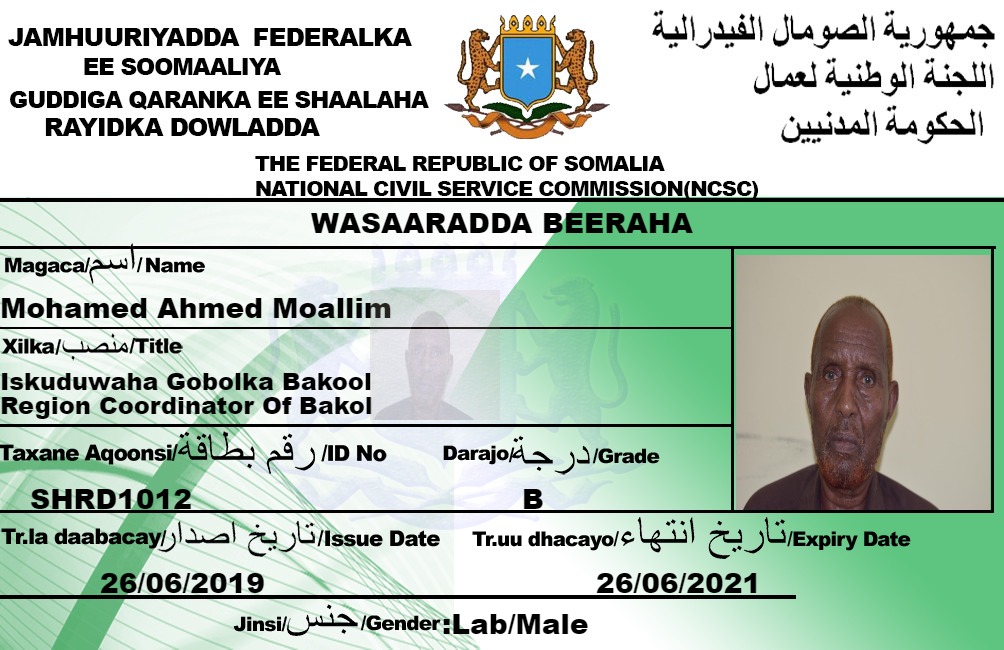 JAMHUURIYADDA FEDERALKA
EE SOOMAALIYA
GUDDIGA QARANKA EE SHAALAHA
RAYIDKA DOWLADDA
جمهورية الصومال الفيدرالية
اللجنة الوطنية لعمال
الحكومة المدنيين
THE FEDERAL REPUBLIC OF SOMALIA
NATIONAL CIVIL SERVICE COMMISSION(NCSC)
WASAARADDA BEERAHA
Magaca/اسم/Name
Mohamed Ahmed Moallim
Xilka/منصب/Title
Iskuduwaha Gobolka Bakool
Region Coordinator Of Bakol
Taxane Aqoonsi/رقم بطاقة/ID No
SHRD1012
Darajo/درجة/Grade
B
Tr.la daabacay/تاريخ اصدار/Issue Date
26/06/2019
Tr.uu dhacayo/تاريخ انتهاء/Expiry Date
26/06/2021
Jinsi/جنس/Gender:Lab/Male